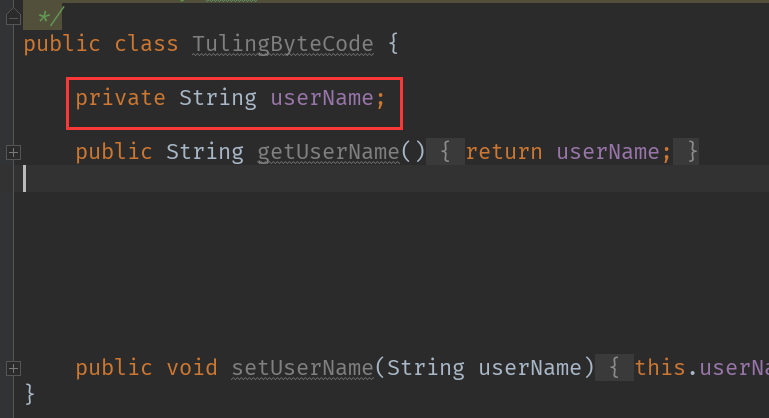 */
public class TulingByteCode {
private String userName;
public String getUserName() { return userName; }
public void setUserName(String userName) { this.userNa
}